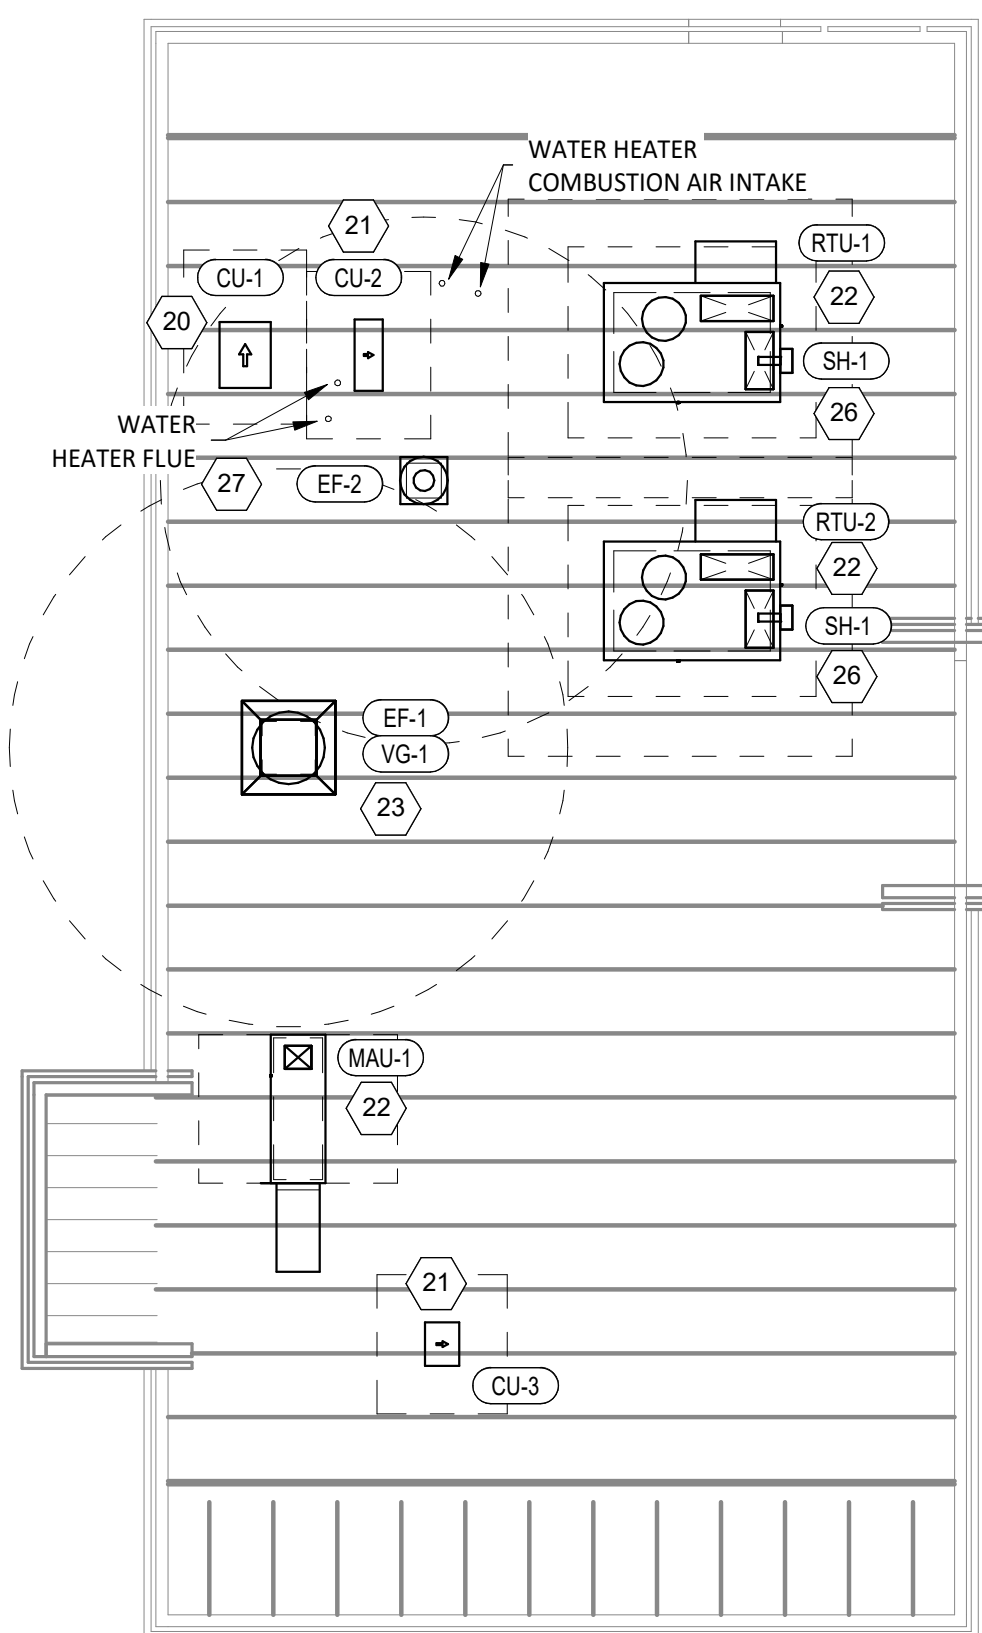 WATER HEATER
COMBUSTION AIR INTAKE
21
RTU-1
CU-1
CU-2
22
20
SH-1
26
WATER
HEATER FLUE
27
EF-2
RTU-2
22
SH-1
26
EF-1
VG-1
23
MAU-1
22
21
CU-3